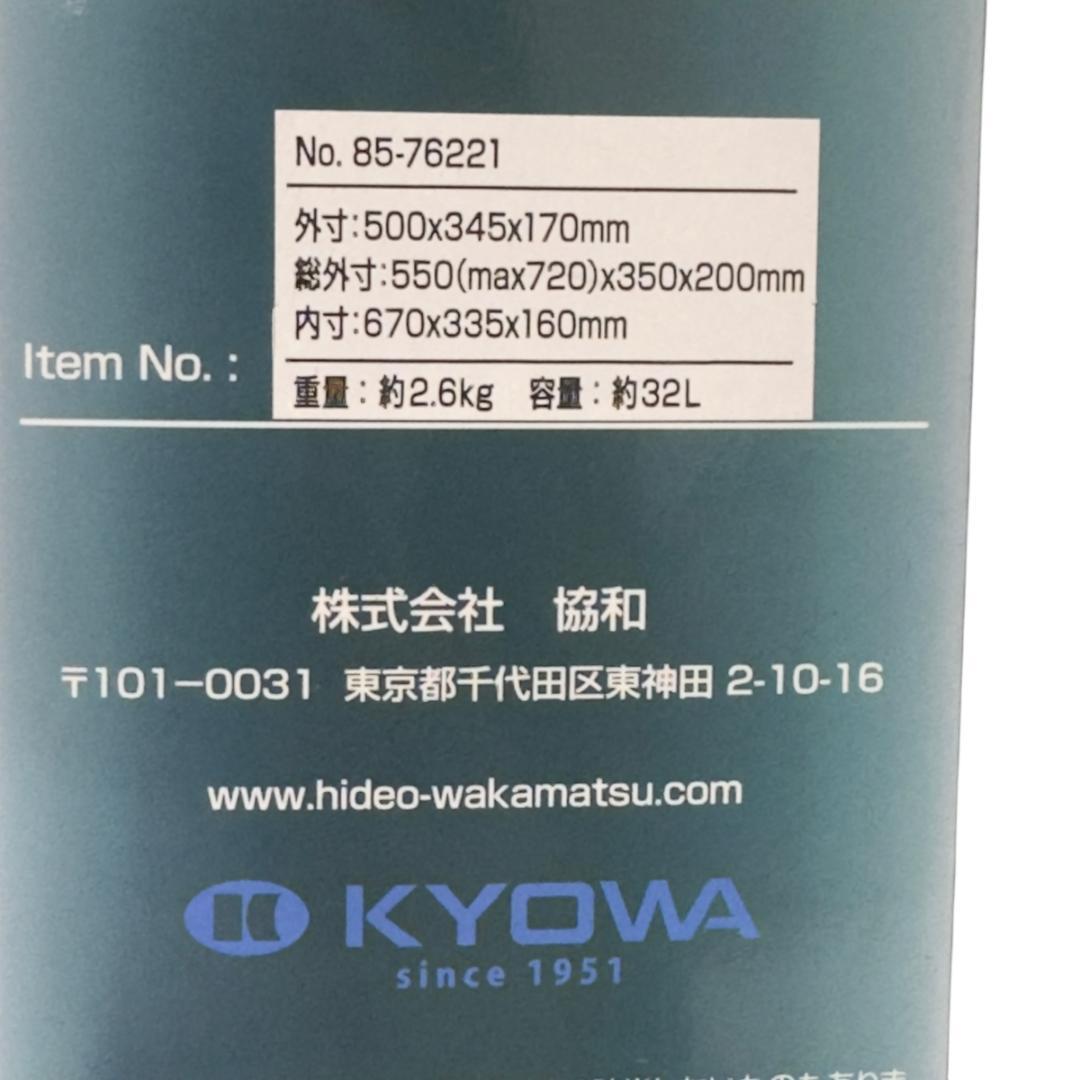 No. 85-76221
外寸:500x345x170mm
総外寸:550(max720)x350x200mm
内寸:670x335x160mm
Item No. :
重量：約2.6kg　容量：約32L
株式会社　協和
〒101−0031 東京都千代田区東神田 2-10-16
www.hideo-wakamatsu.com
KYOWA
since 1951